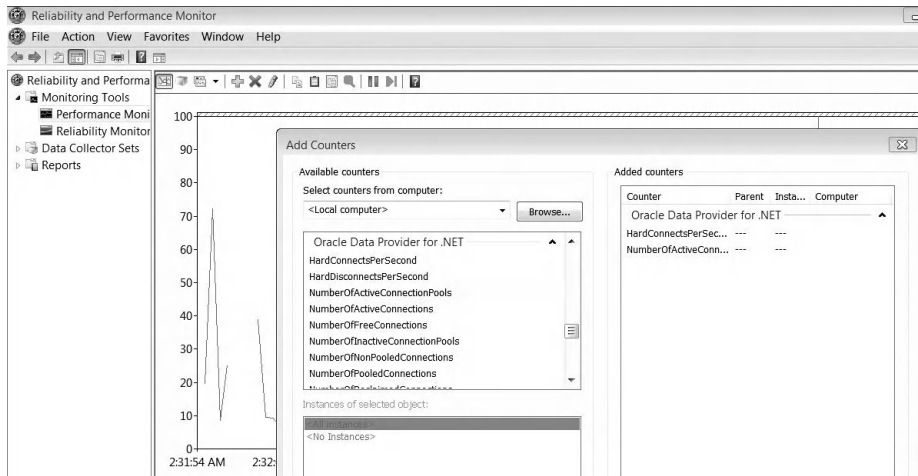 Reliability and Performance Monitor
File Action View Favorites Window Help
Reliability and Performa
Monitoring Tools
Performance Moni
Reliability Monitor
Data Collector Sets
Reports
100
90
80
70
60
50
40
30
20
10
0
2:31:54 AM 2:32:
Add Counters
Available counters
Select counters from computer:
<Local computer>
Browse...
Oracle Data Provider for .NET
HardConnectsPerSecond
HardDisconnectsPerSecond
NumberOfActiveConnectionPools
NumberOfActiveConnections
NumberOfFreeConnections
NumberOfInactiveConnectionPools
NumberOfNonPooledConnections
NumberOfPooledConnections
NumberOfReclaimedConnections
Instances of selected object:
<All instances>
<No Instances>
Added counters
Counter Parent Insta... Computer
Oracle Data Provider for .NET
HardConnectsPerSec... --- ---
NumberOfActiveConn... --- ---